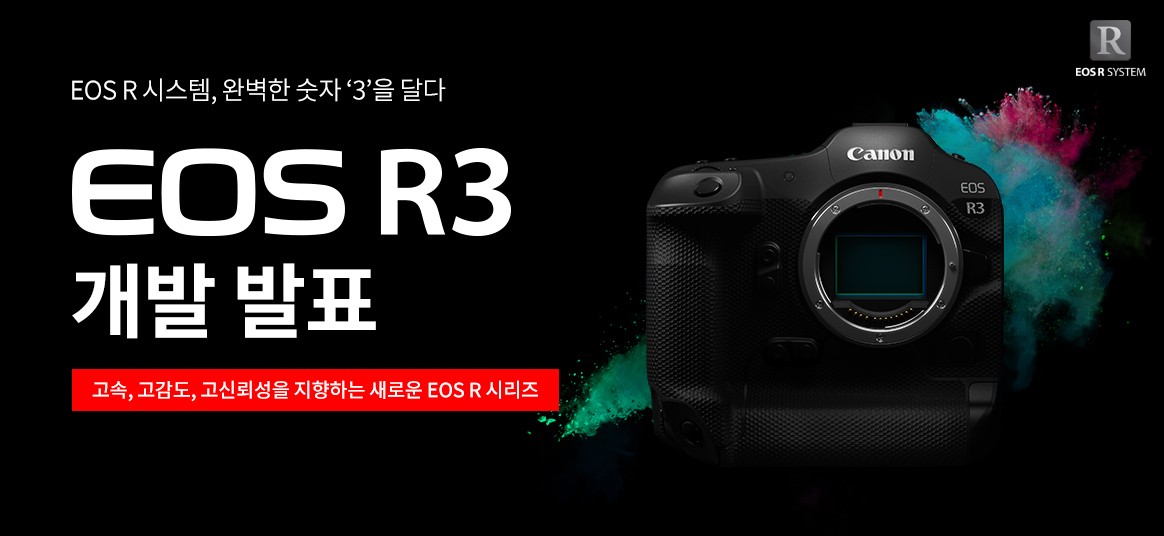 EOS R 시스템, 완벽한 숫자 ‘3’을 달다
EOS R3
개발 발표
고속, 고감도, 고신뢰성을 지향하는 새로운 EOS R 시리즈
R
EOS R SYSTEM
Canon
EOS
R3